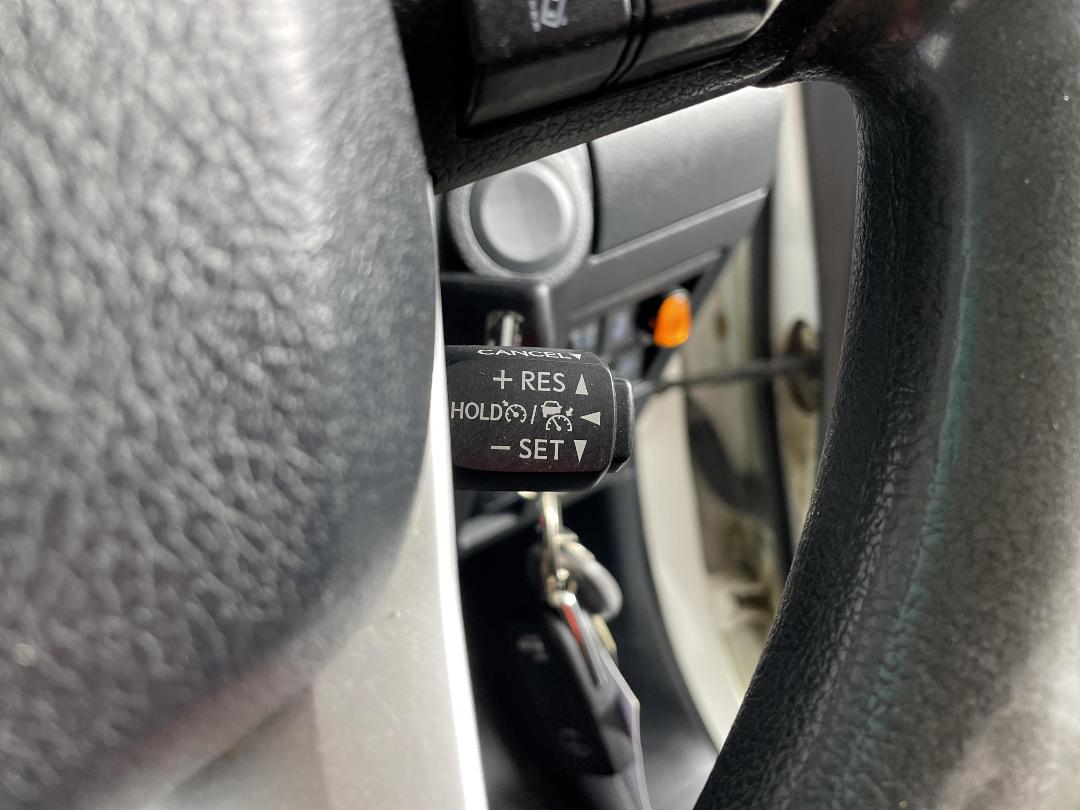 CANCEL▼
+ RES ▲
HOLD / ◄
− SET ▼